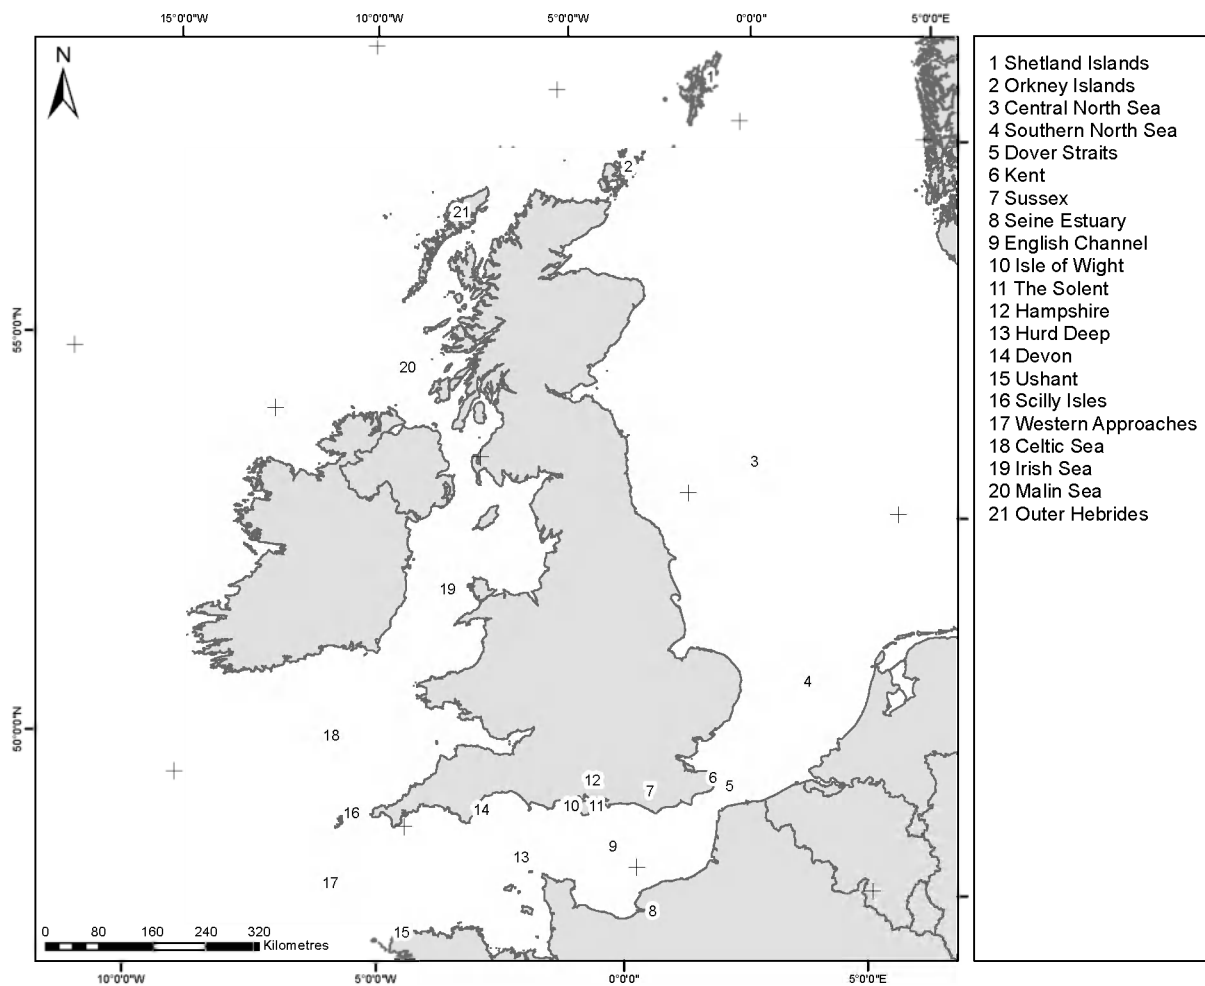 15°0'0"W 10°0'0"W 5°0'0"W 0°0'0" 5°0'0"E
N
1 Shetland Islands
2 Orkney Islands
3 Central North Sea
4 Southern North Sea
5 Dover Straits
6 Kent
7 Sussex
8 Seine Estuary
9 English Channel
10 Isle of Wight
11 The Solent
12 Hampshire
13 Hurd Deep
14 Devon
15 Ushant
16 Scilly Isles
17 Western Approaches
18 Celtic Sea
19 Irish Sea
20 Malin Sea
21 Outer Hebrides
1
2
21
55°0'0"N
20
3
19
4
50°0'0"N
18
12
7
6
5
16
14
10
11
9
13
17
8
15
0 80 160 240 320
Kilometres
10°0'0"W 5°0'0"W 0°0'0" 5°0'0"E